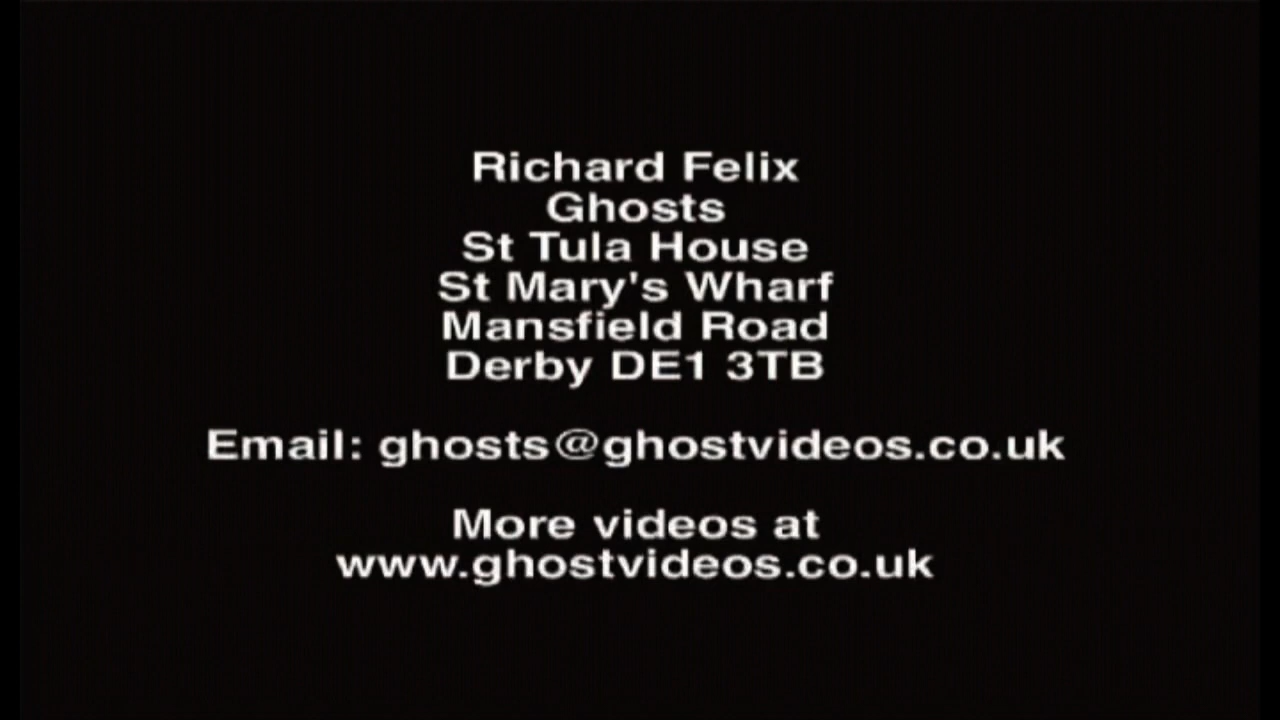 Richard Felix
Ghosts
St Tula House
St Mary's Wharf
Mansfield Road
Derby DE1 3TB
Email: ghosts@ghostvideos.co.uk
More videos at
www.ghostvideos.co.uk